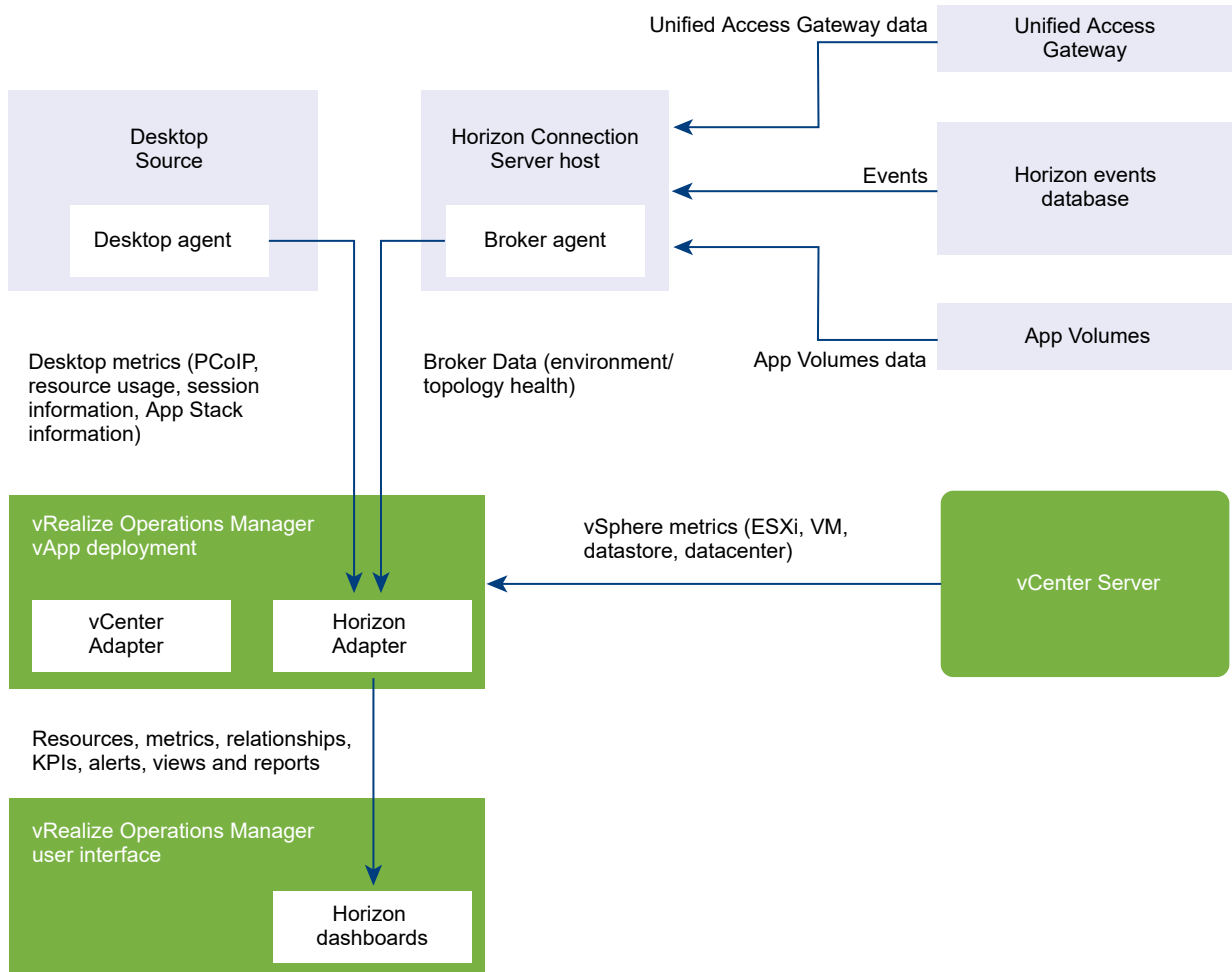 Unified Access Gateway data
Unified Access
Gateway
Desktop
Source
Horizon Connection
Server host
Events
Horizon events
database
Desktop agent
Broker agent
App Volumes
App Volumes data
Desktop metrics (PCoIP,
resource usage, session
information, App Stack
information)
Broker Data (environment/
topology health)
vRealize Operations Manager
vApp deployment
vCenter
Adapter
Horizon
Adapter
vSphere metrics (ESXi, VM,
datastore, datacenter)
vCenter Server
Resources, metrics, relationships,
KPIs, alerts, views and reports
vRealize Operations Manager
user interface
Horizon
dashboards